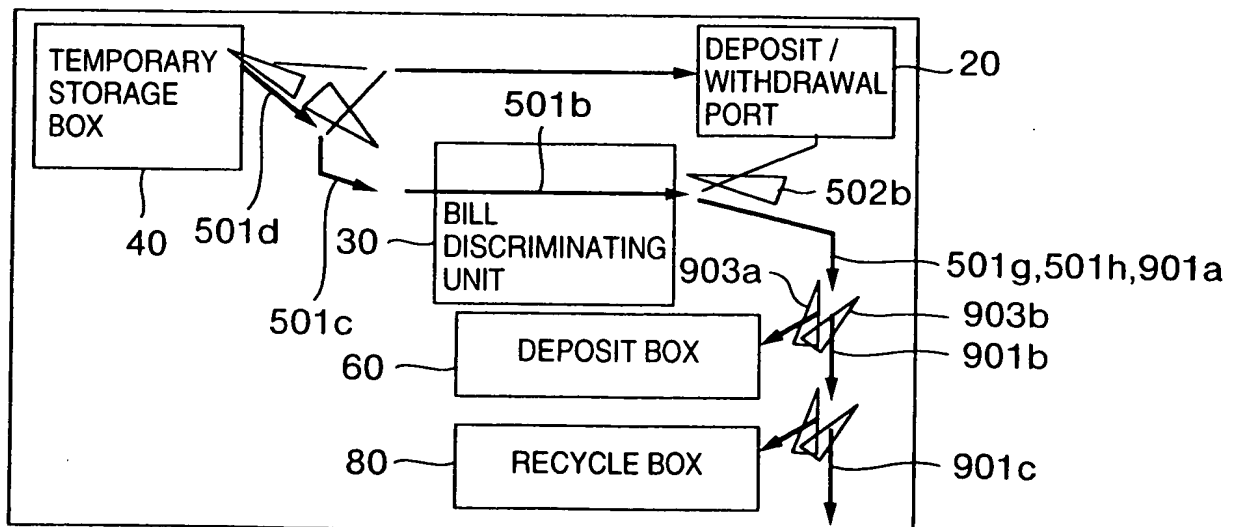 TEMPORARY
STORAGE
BOX
DEPOSIT /
WITHDRAWAL
PORT
20
501b
502b
40
501d
30
BILL
DISCRIMINATING
UNIT
501c
903a
501g,501h,901a
903b
901b
60
DEPOSIT BOX
80
RECYCLE BOX
901c